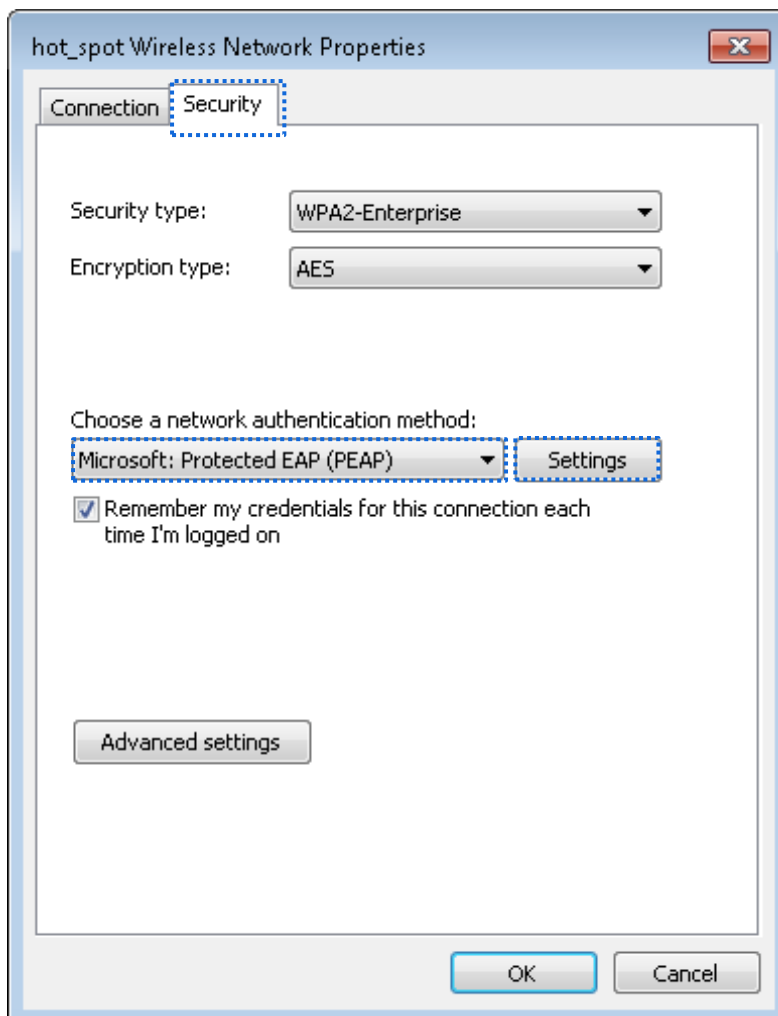 hot_spot Wireless Network Properties
Connection
Security
Security type:
WPA2-Enterprise
Encryption type:
AES
Choose a network authentication method:
Microsoft: Protected EAP (PEAP)
Settings
Remember my credentials for this connection each
time I'm logged on
Advanced settings
OK
Cancel